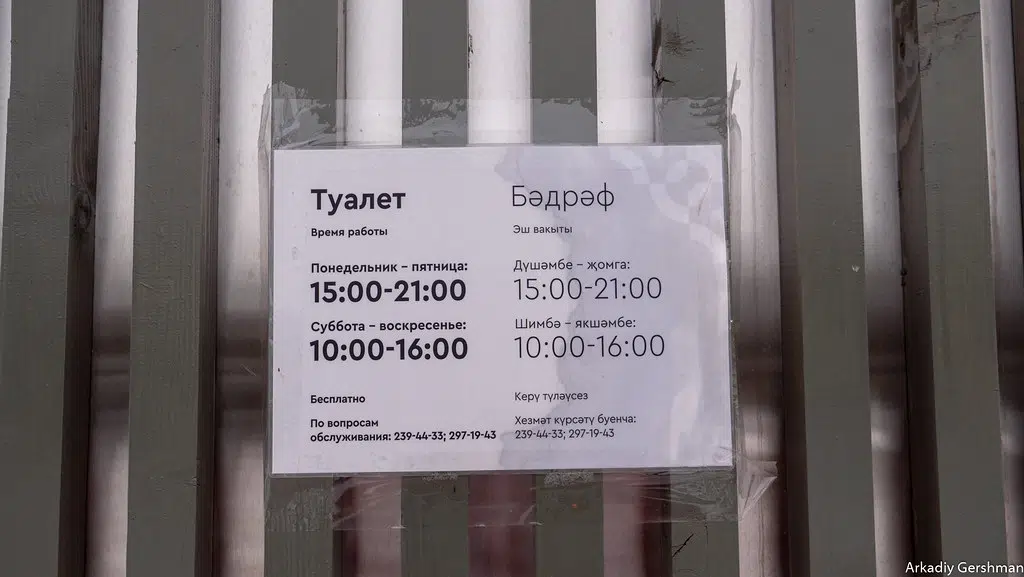 Туалет
Время работы
Понедельник – пятница:
15:00-21:00
Суббота – воскресенье:
10:00-16:00
Бесплатно
По вопросам
обслуживания: 239-44-33; 297-19-43
Бәдрәф
Эш вакыты
Дүшәмбе – җомга:
15:00-21:00
Шимбә – якшәмбе:
10:00-16:00
Керү түләүсез
Хезмәт күрсәтү буенча:
239-44-33; 297-19-43
Arkadiy Gershman